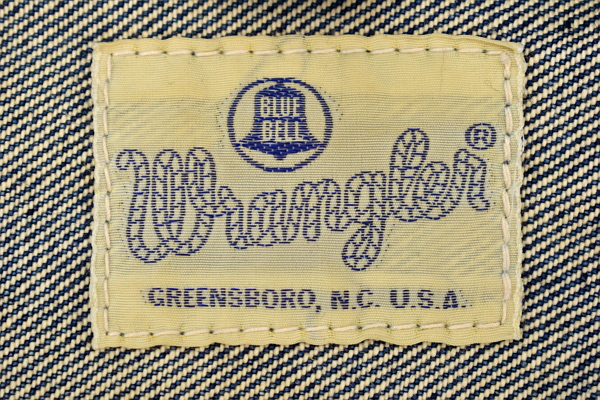 BLUE
BELL
Wrangler®
GREENSBORO, N.C. U.S.A.